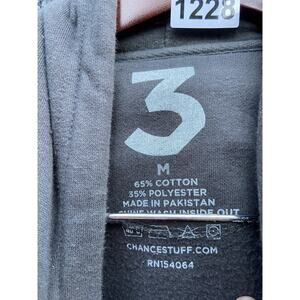 1228
3
M
65% COTTON
35% POLYESTER
MADE IN PAKISTAN
WASH INSIDE OUT
CHANCESTUFF.COM
RN154064